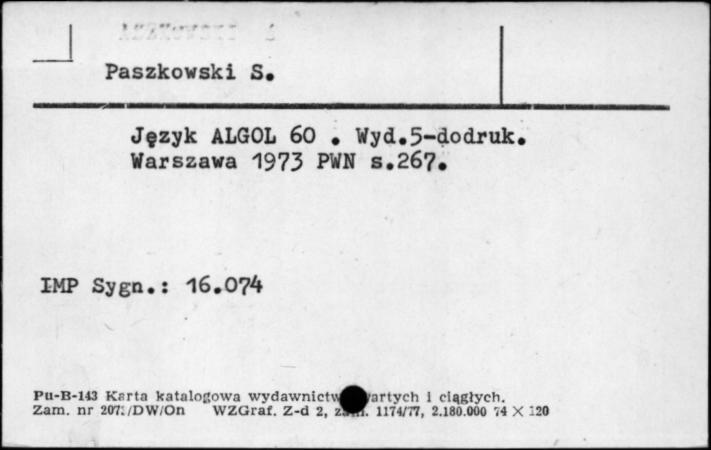 Paszkowski S.
Język ALGOL 60 . Wyd.5-dodruk.
Warszawa 1973 PWN s.267.
IMP Sygn.: 16.074
Pu-B-143 Karta katalogowa wydawnictw i ciągłych.
Zam. nr /DW/On WZGraf. Z-d 2, 1174/77, 2.180.000 74 X 120